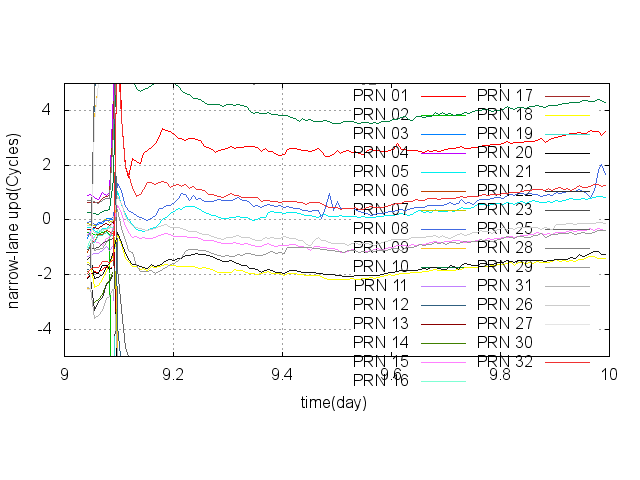 narrow-lane upd(Cycles)
4
2
0
-2
-4
9
9.2
9.4
9.6
9.8
10
time(day)
PRN 01
PRN 02
PRN 03
PRN 04
PRN 05
PRN 06
PRN 07
PRN 08
PRN 09
PRN 10
PRN 11
PRN 12
PRN 13
PRN 14
PRN 15
PRN 16
PRN 17
PRN 18
PRN 19
PRN 20
PRN 21
PRN 22
PRN 23
PRN 25
PRN 28
PRN 29
PRN 31
PRN 26
PRN 27
PRN 30
PRN 32